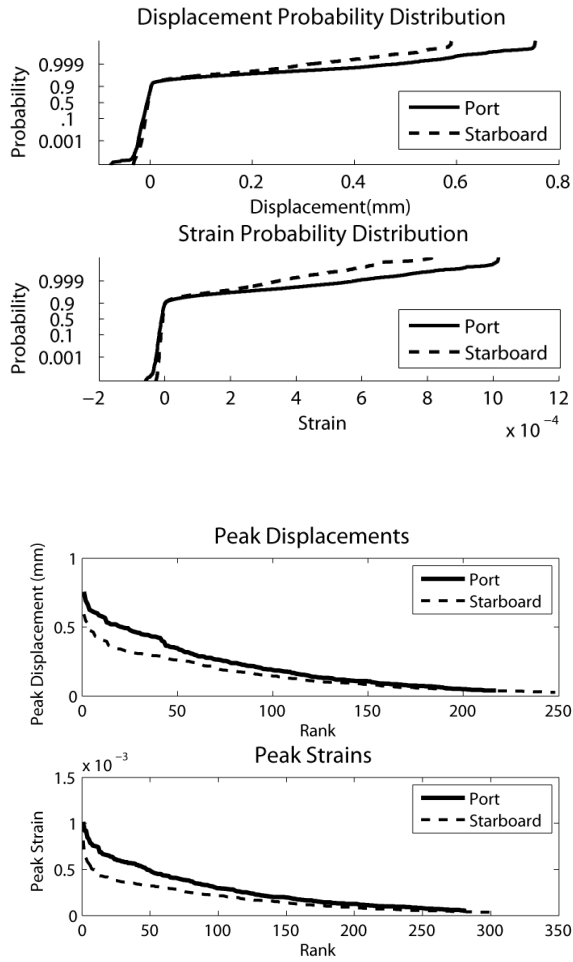 Displacement Probability Distribution
Probability
0.999
0.9
0.5
.1
0.001
Port
Starboard
0 0.2 0.4 0.6 0.8
Displacement(mm)
Strain Probability Distribution
Probability
0.999
0.9
0.5
0.1
0.001
Port
Starboard
−2 0 2 4 6 8 10 12
Strain
x 10 −4
Peak Displacements
Peak Displacement (mm)
1
0.5
0
Port
Starboard
0 50 100 150 200 250
Rank
x 10 −3
Peak Strains
Peak Strain
1.5
1
0.5
0
Port
Starboard
0 50 100 150 200 250 300 350
Rank